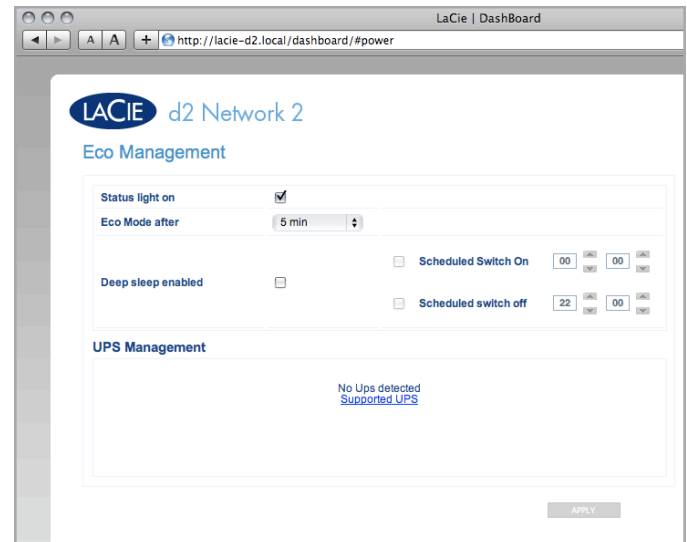 LaCie | DashBoard
A A + http://lacie-d2.local/dashboard/#power
LACIE d2 Network 2
Eco Management
Status light on
Eco Mode after 5 min
Deep sleep enabled
Scheduled Switch On 00 00
Scheduled switch off 22 00
UPS Management
No Ups detected
Supported UPS
APPLY